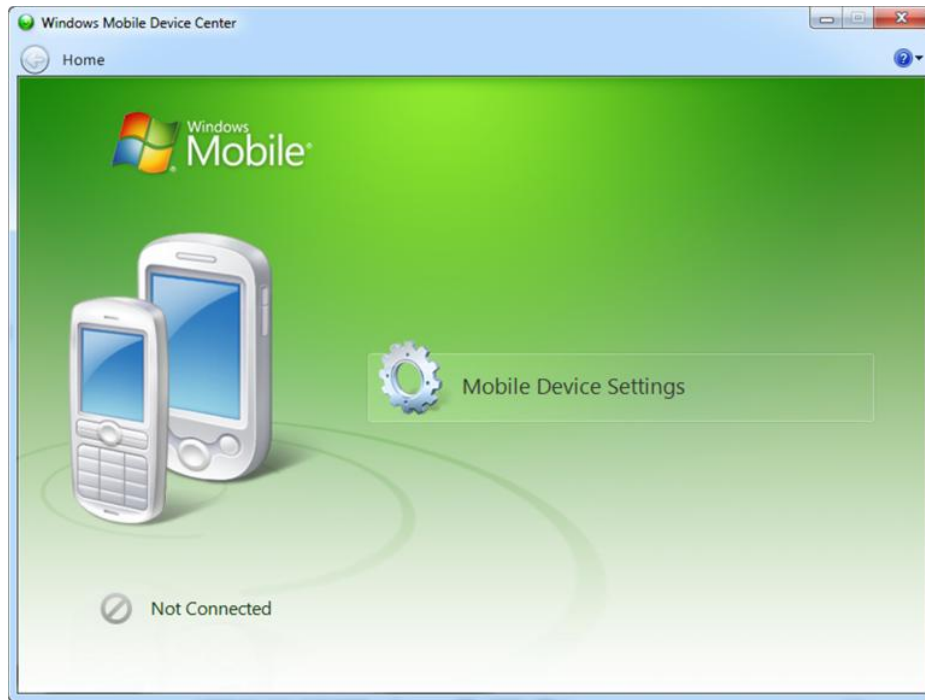 Windows Mobile Device Center
Home
Windows
Mobile
Mobile Device Settings
Not Connected